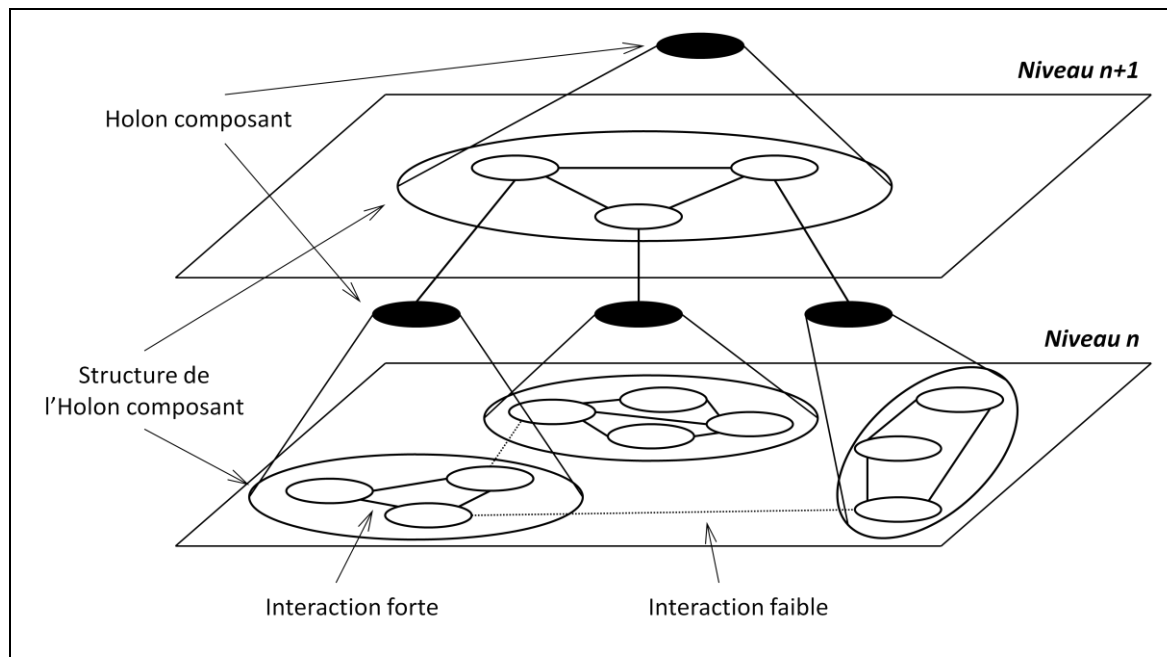 Niveau n+1
Holon composant
Niveau n
Structure de
l'Holon composant
Interaction forte
Interaction faible